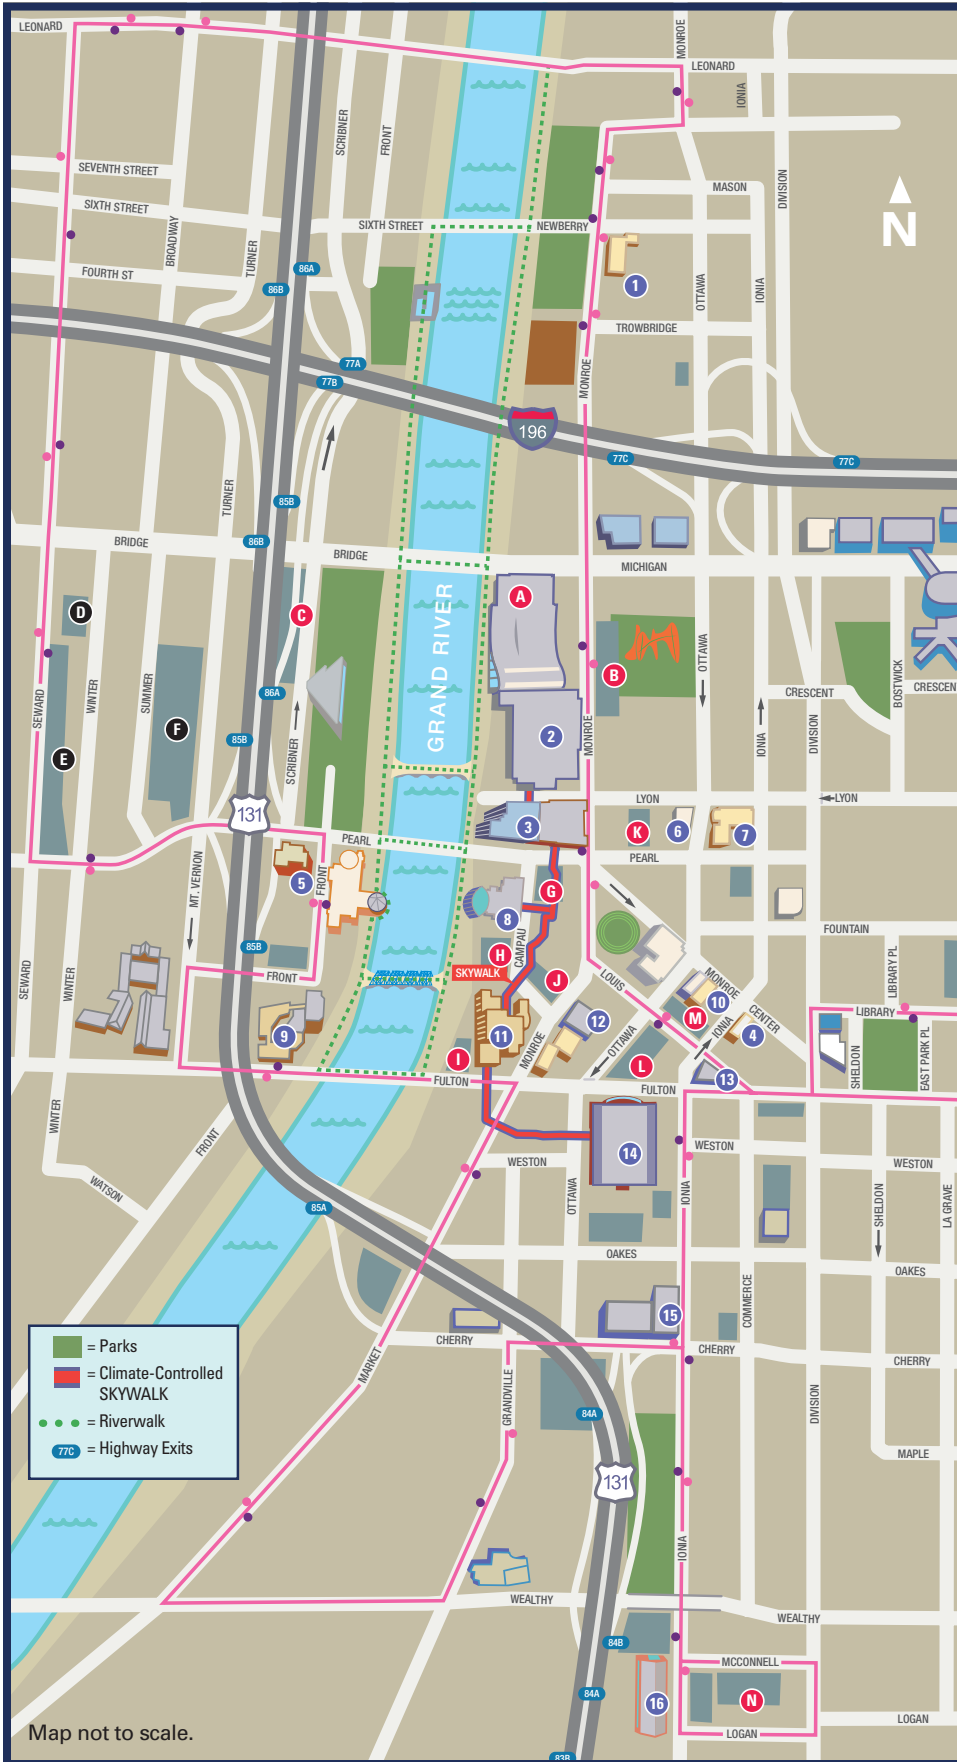 LEONARD
MONROE
LEONARD
IONIA
SCRIBNER
FRONT
DIVISION
SEVENTH STREET
MASON
SIXTH STREET
SIXTH STREET
NEWBERRY
N
BROADWAY
TURNER
FOURTH ST
86A
86B
1
OTTAWA
IONIA
TROWBRIDGE
77A
77B
MONROE
196
77C
77C
TURNER
85B
86B
BRIDGE
BRIDGE
MICHIGAN
A
D
C
GRAND RIVER
B
OTTAWA
SEWARD
WINTER
SUMMER
86A
CRESCENT
BOSTWICK
CRESCEN
F
E
85B
SCRIBNER
2
MONROE
IONIA
DIVISION
LYON
LYON
131
3
K
6
7
PEARL
PEARL
MT. VERNON
5
FRONT
G
8
FOUNTAIN
85B
CAMPAU
H
SKYWALK
SEWARD
WINTER
FRONT
J
LOUIS
MONROE
CENTER
LIBRARY PL
10
M
LIBRARY
9
11
12
MONROE
OTTAWA
IONIA
4
SHELDON
EAST PARK PL
I
L
13
FULTON
FULTON
WINTER
FRONT
14
WESTON
WESTON
WESTON
WATSON
OTTAWA
IONIA
SHELDON
LA GRAVE
85A
OAKES
OAKES
COMMERCE
15
= Parks
= Climate-Controlled
SKYWALK
= Riverwalk
77C = Highway Exits
CHERRY
CHERRY
CHERRY
MARKET
GRANDVILLE
84A
DIVISION
MAPLE
131
IONIA
WEALTHY
WEALTHY
84B
MCCONNELL
84A
16
N
LOGAN
LOGAN
Map not to scale.
83B